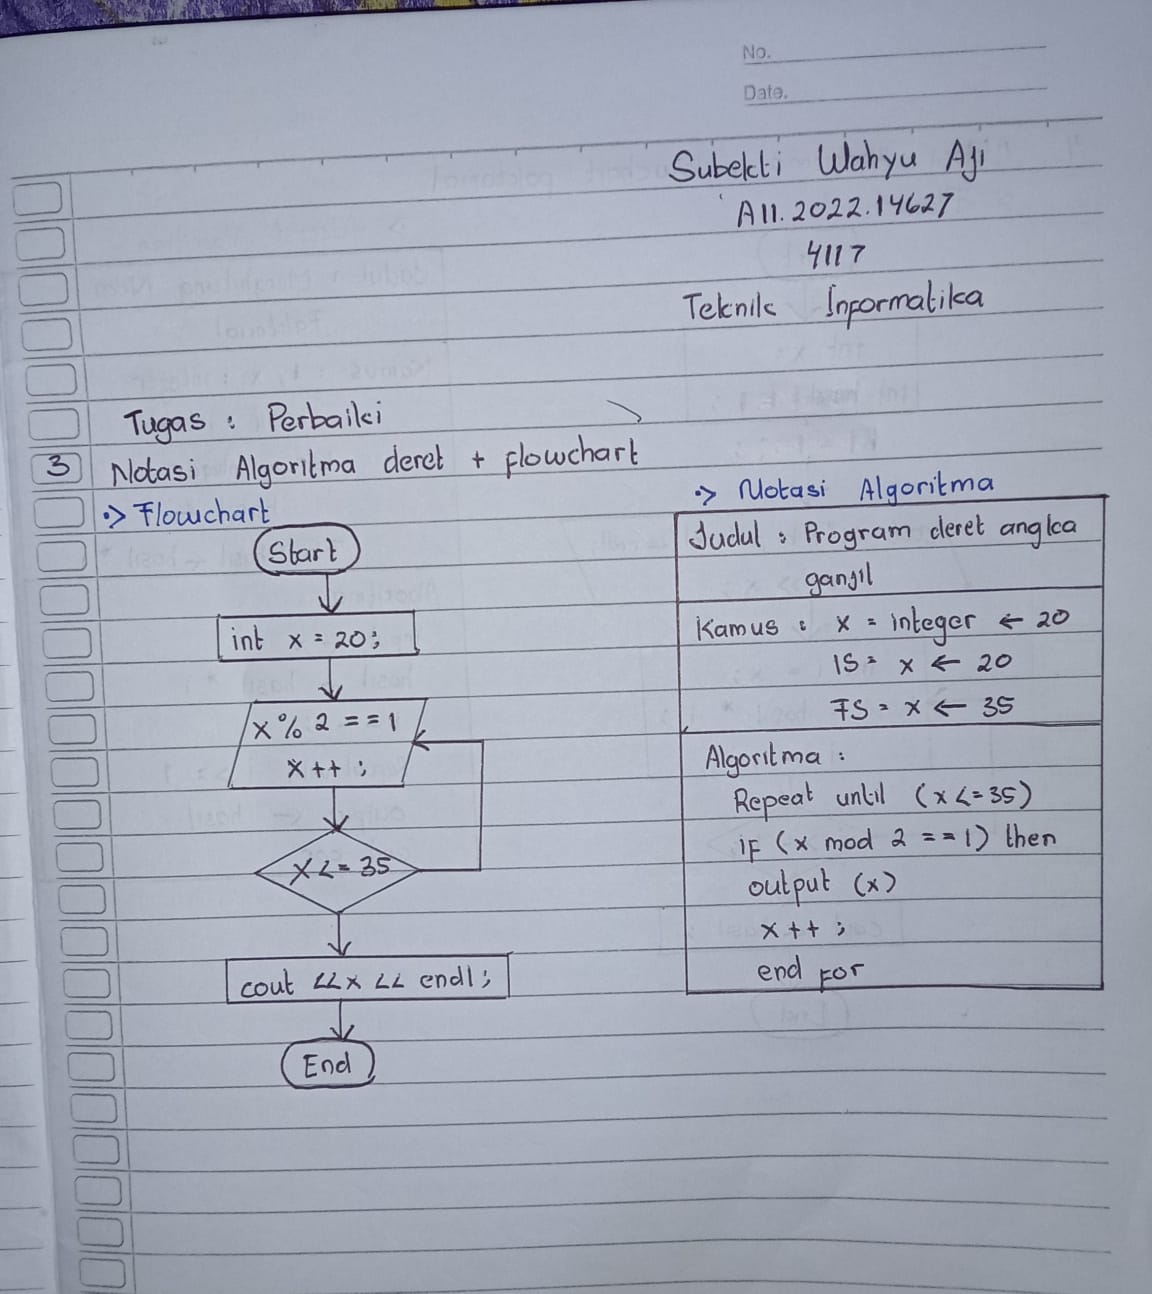 No.
Date.
Subekti Wahyu Aji
A11.2022.14627
4117
Teknik Informatika
Tugas : Perbaiki
3 Notasi Algoritma deret + flowchart
·> Flowchart
Start
int x = 20;
x % 2 == 1
x++ ;
x <= 35
cout << x << endl;
End
·> Notasi Algoritma
Judul : Program deret angka
ganjil
Kamus : x = integer ← 20
IS = x ← 20
FS = x ← 35
Algoritma :
Repeat until (x <= 35)
if (x mod 2 == 1) then
output (x)
x++ ;
end For